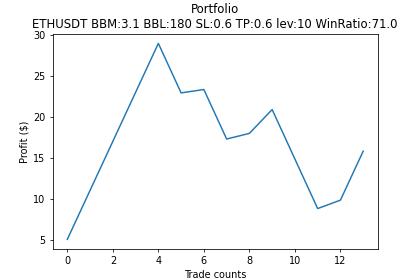 Portfolio
ETHUSDT BBM:3.1 BBL:180 SL:0.6 TP:0.6 lev:10 WinRatio:71.0
30
25
20
15
10
5
Profit ($)
0 2 4 6 8 10 12
Trade counts